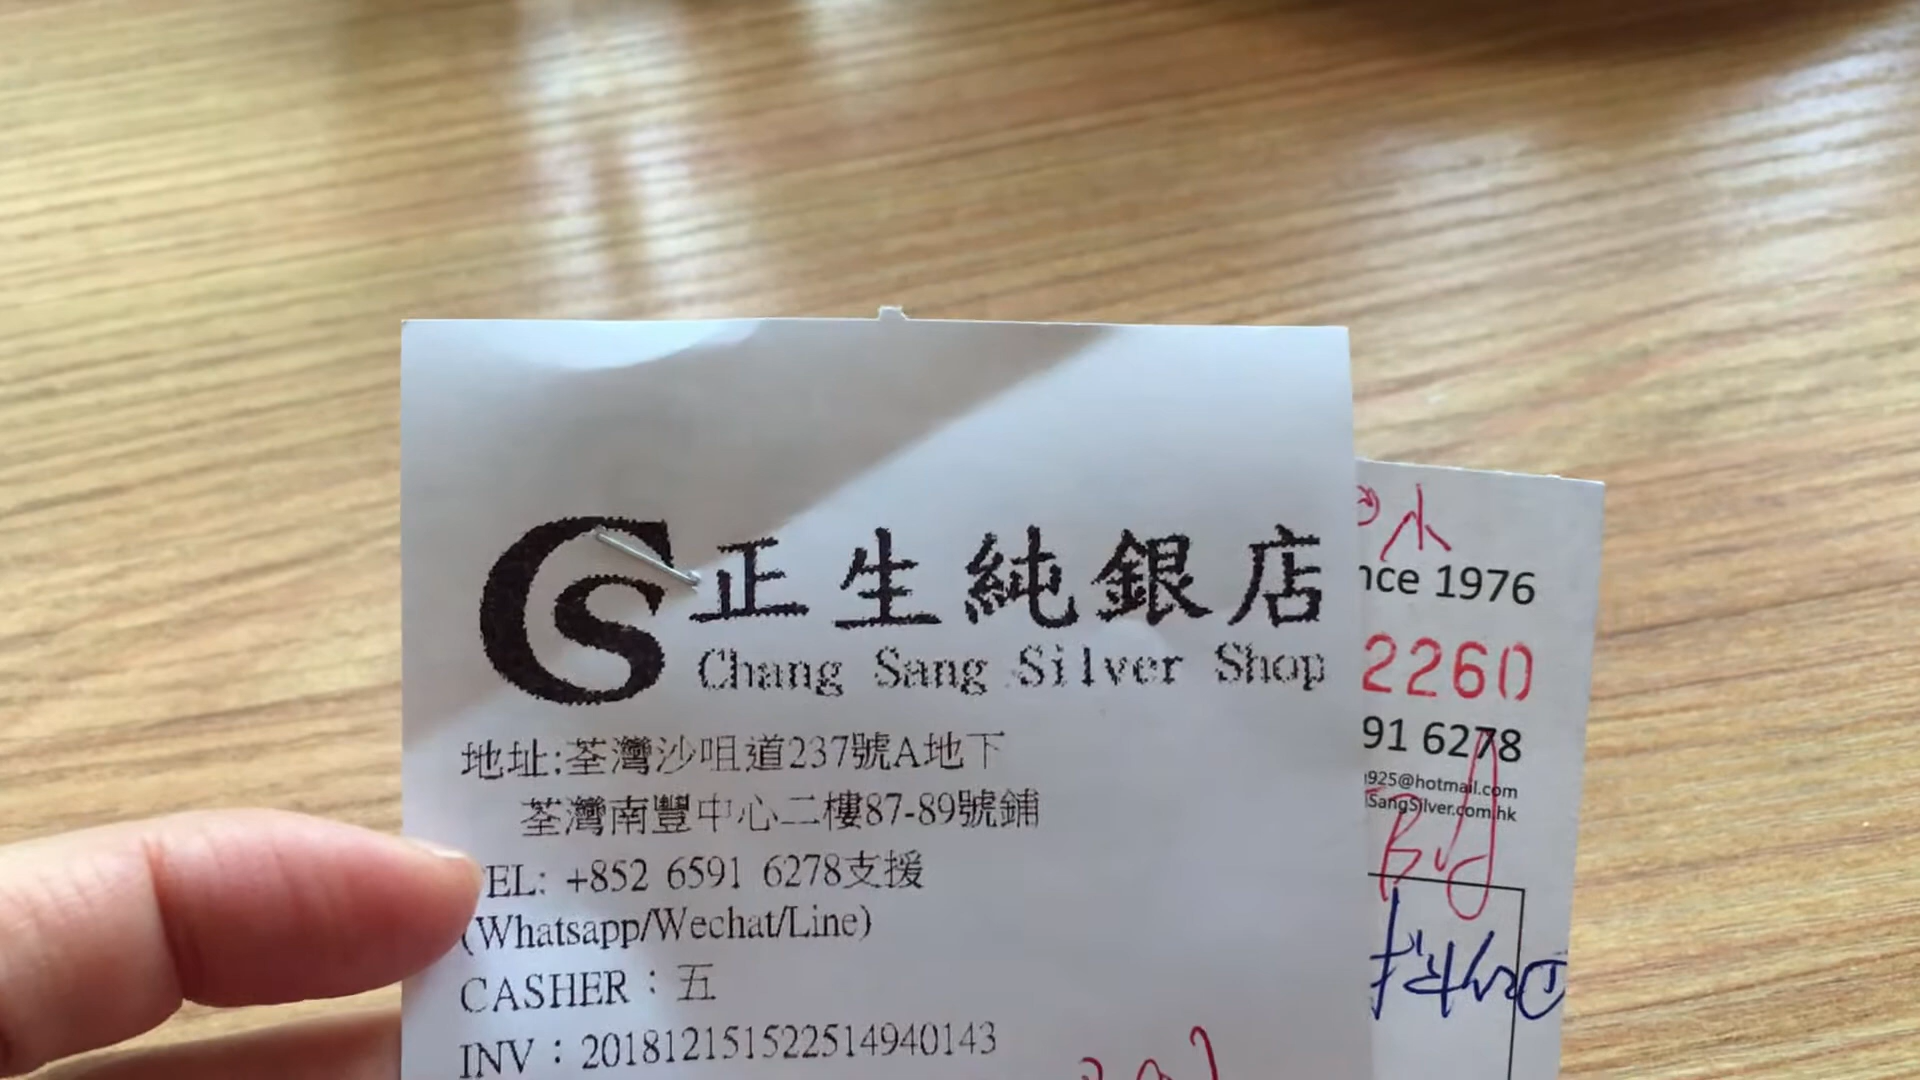 CS 正生純銀店
Chang Sang Silver Shop
地址:荃灣沙咀道237號A地下
荃灣南豐中心二樓87-89號鋪
EL: +852 6591 6278支援
(Whatsapp/Wechat/Line)
CASHER：五
INV：201812151522514940143
nce 1976
2260
91 6278
925@hotmail.com
SangSilver.com.hk